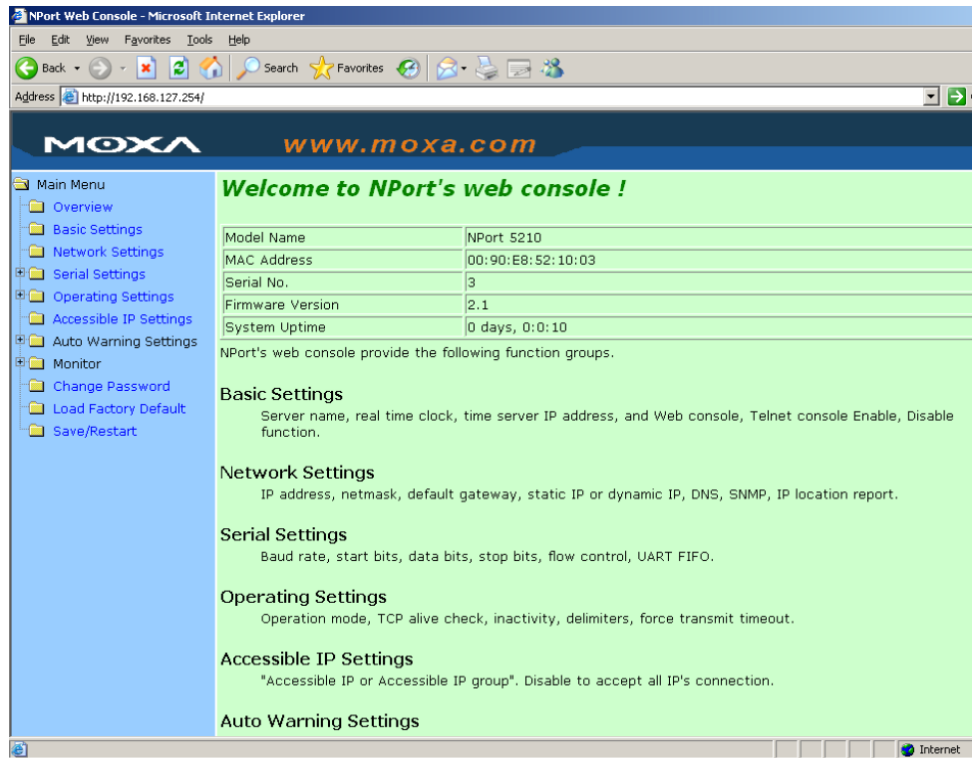 NPort Web Console - Microsoft Internet Explorer
File Edit View Favorites Tools Help
Back Search Favorites
Address http://192.168.127.254/
MOXA www.moxa.com
Main Menu
Overview
Basic Settings
Network Settings
Serial Settings
Operating Settings
Accessible IP Settings
Auto Warning Settings
Monitor
Change Password
Load Factory Default
Save/Restart
Welcome to NPort's web console !
Model Name NPort 5210
MAC Address 00:90:E8:52:10:03
Serial No. 3
Firmware Version 2.1
System Uptime 0 days, 0:0:10
NPort's web console provide the following function groups.
Basic Settings
Server name, real time clock, time server IP address, and Web console, Telnet console Enable, Disable
function.
Network Settings
IP address, netmask, default gateway, static IP or dynamic IP, DNS, SNMP, IP location report.
Serial Settings
Baud rate, start bits, data bits, stop bits, flow control, UART FIFO.
Operating Settings
Operation mode, TCP alive check, inactivity, delimiters, force transmit timeout.
Accessible IP Settings
"Accessible IP or Accessible IP group". Disable to accept all IP's connection.
Auto Warning Settings
Internet